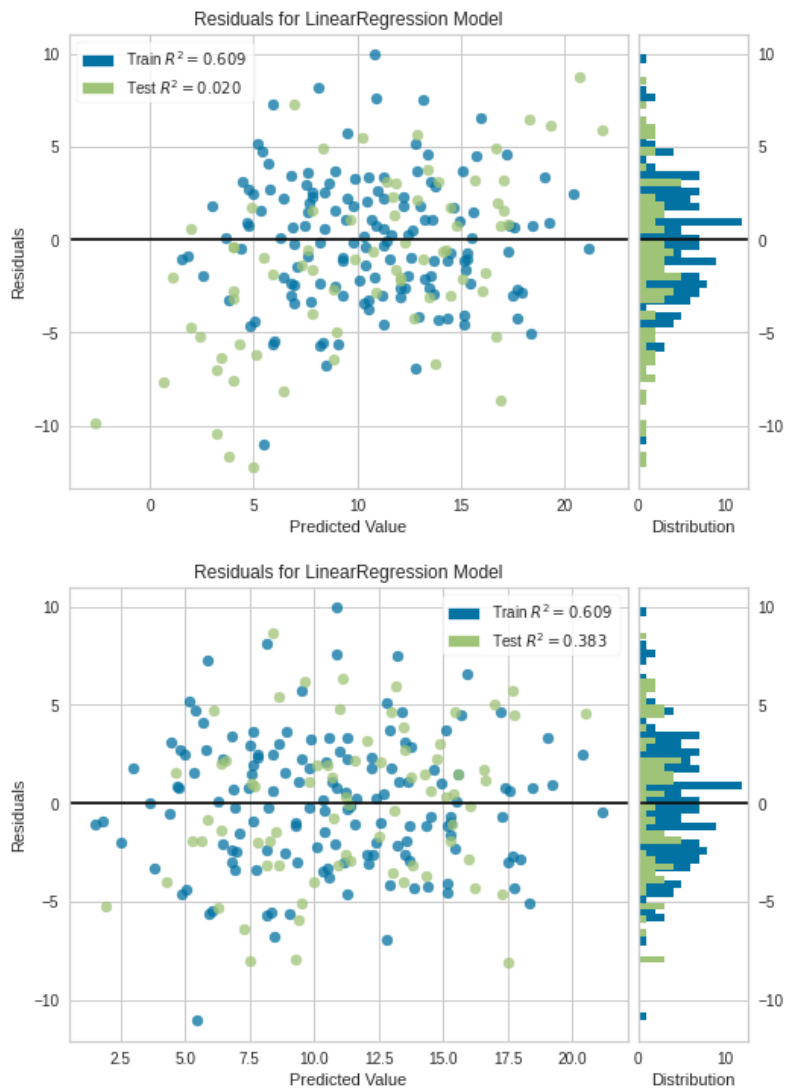 Residuals for LinearRegression Model
Train R² = 0.609
Test R² = 0.020
10
5
0
−5
−10
Residuals
0 5 10 15 20
Predicted Value
10
5
0
−5
−10
0 10
Distribution
Residuals for LinearRegression Model
Train R² = 0.609
Test R² = 0.383
10
5
0
−5
−10
Residuals
2.5 5.0 7.5 10.0 12.5 15.0 17.5 20.0
Predicted Value
10
5
0
−5
−10
0 10
Distribution